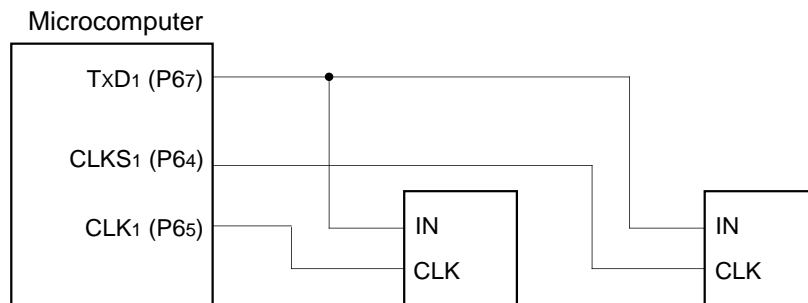 Microcomputer
TXD1 (P67)
CLKS1 (P64)
CLK1 (P65)
IN
CLK
IN
CLK